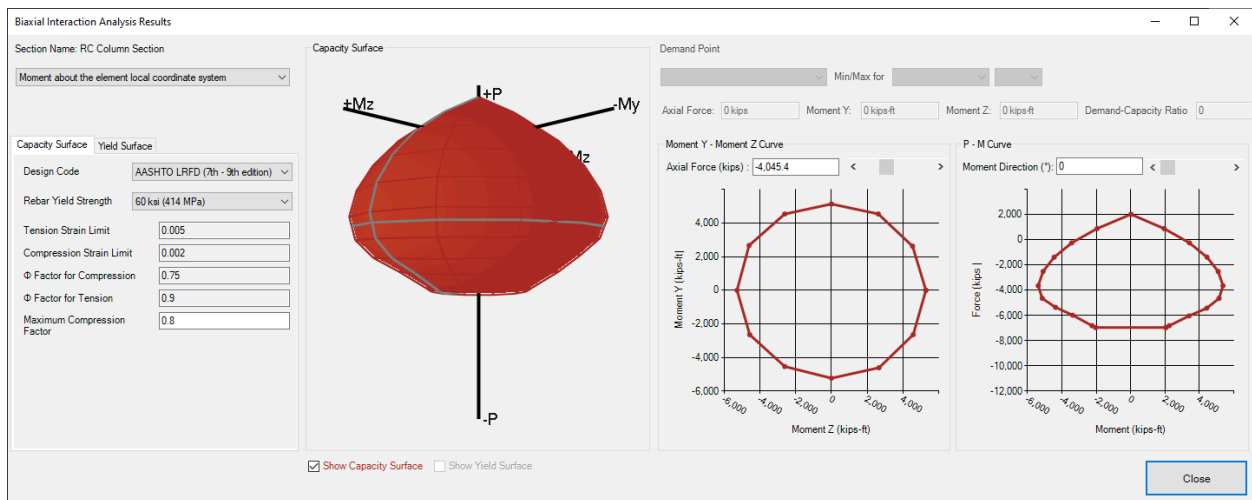 Biaxial Interaction Analysis Results
Section Name: RC Column Section
Moment about the element local coordinate system
Capacity Surface
Yield Surface
Design Code
AASHTO LRFD (7th - 9th edition)
Rebar Yield Strength
60 ksi (414 MPa)
Tension Strain Limit
0.005
Compression Strain Limit
0.002
Φ Factor for Compression
0.75
Φ Factor for Tension
0.9
Maximum Compression
Factor
0.8
Capacity Surface
+P
+Mz
-My
Mz
-P
Show Capacity Surface
Show Yield Surface
Demand Point
Min/Max for
Axial Force:
0 kips
Moment Y:
0 kips-ft
Moment Z:
0 kips-ft
Demand-Capacity Ratio
0
Moment Y - Moment Z Curve
Axial Force (kips) :
-4,045.4
<
>
Moment Y (kips-ft)
4,000
2,000
0
-2,000
-4,000
-6,000
-6,000
-4,000
-2,000
0
2,000
4,000
Moment Z (kips-ft)
P - M Curve
Moment Direction (°):
0
<
>
Force (kips )
2,000
0
-2,000
-4,000
-6,000
-8,000
-10,000
-12,000
-6,000
-4,000
-2,000
0
2,000
4,000
Moment (kips-ft)
Close